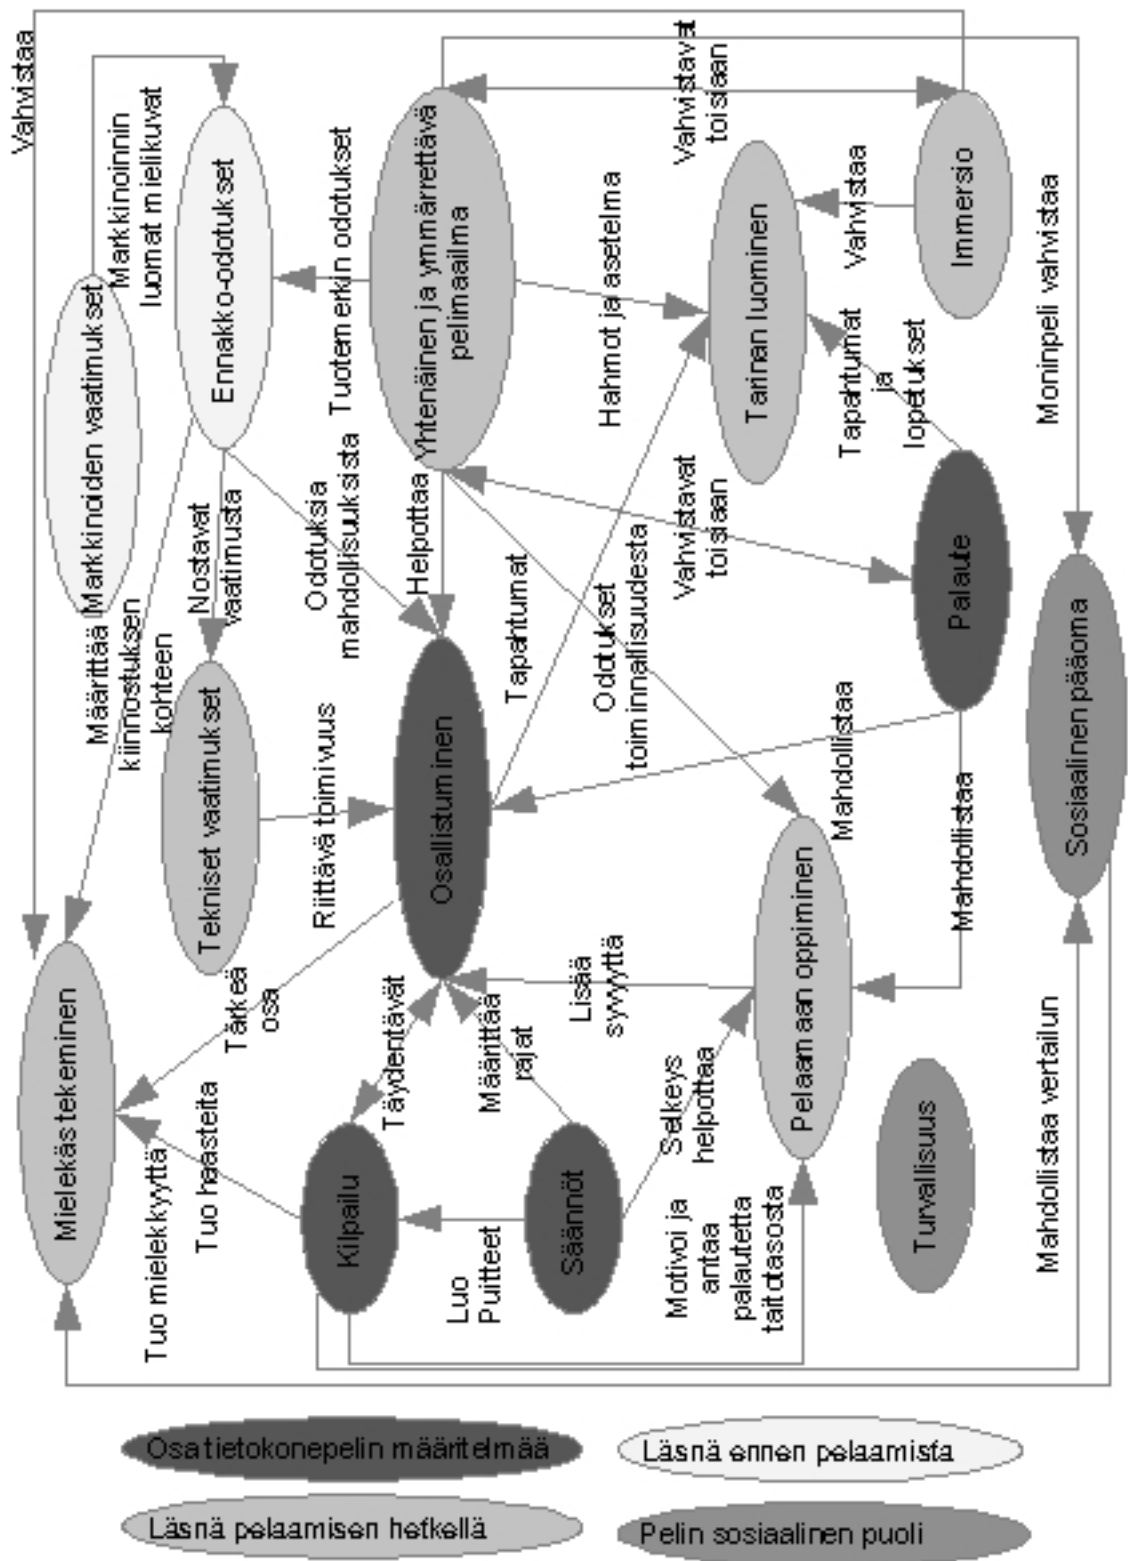 Vahvistaa
Markkinoinnin
luomat mielikuvat
Ennakko-odotukset
Markkinoiden vaatimukset
Tuotemerkin odotukset
Yhtenäinen ja ymmärrettävä
pelimaailma
Vahvistavat
toisiaan
Immersio
Vahvistaa
Tarinan luominen
Hahmot ja asetelma
Tapahtumat
ja
lopetukset
Moninpeli vahvistaa
Määrittää
kiinnostuksen
kohteen
Nostavat
vaatimusta
Odotuksia
mahdollisuuksista
Helpottaa
Tapahtumat
Odotukset
toiminnallisuudesta
Vahvistavat
toisiaan
Palaute
Sosiaalinen pääoma
Tekniset vaatimukset
Riittävä toimivuus
Osallistuminen
Mahdollistaa
Mahdollistaa
Mielekäs tekeminen
Tärkeä
osa
Täydentävät
Määrittää
rajat
Lisää
syvyyttä
Pelaamaan oppiminen
Selkeys
helpottaa
Tuo mielekkyyttä
Tuo haasteita
Kilpailu
Luo
Puitteet
Säännöt
Motivoi ja
antaa
palautetta
taitotasosta
Turvallisuus
Mahdollistaa vertailun
Osa tietokonepelin määritelmää
Läsnä ennen pelaamista
Läsnä pelaamisen hetkellä
Pelin sosiaalinen puoli